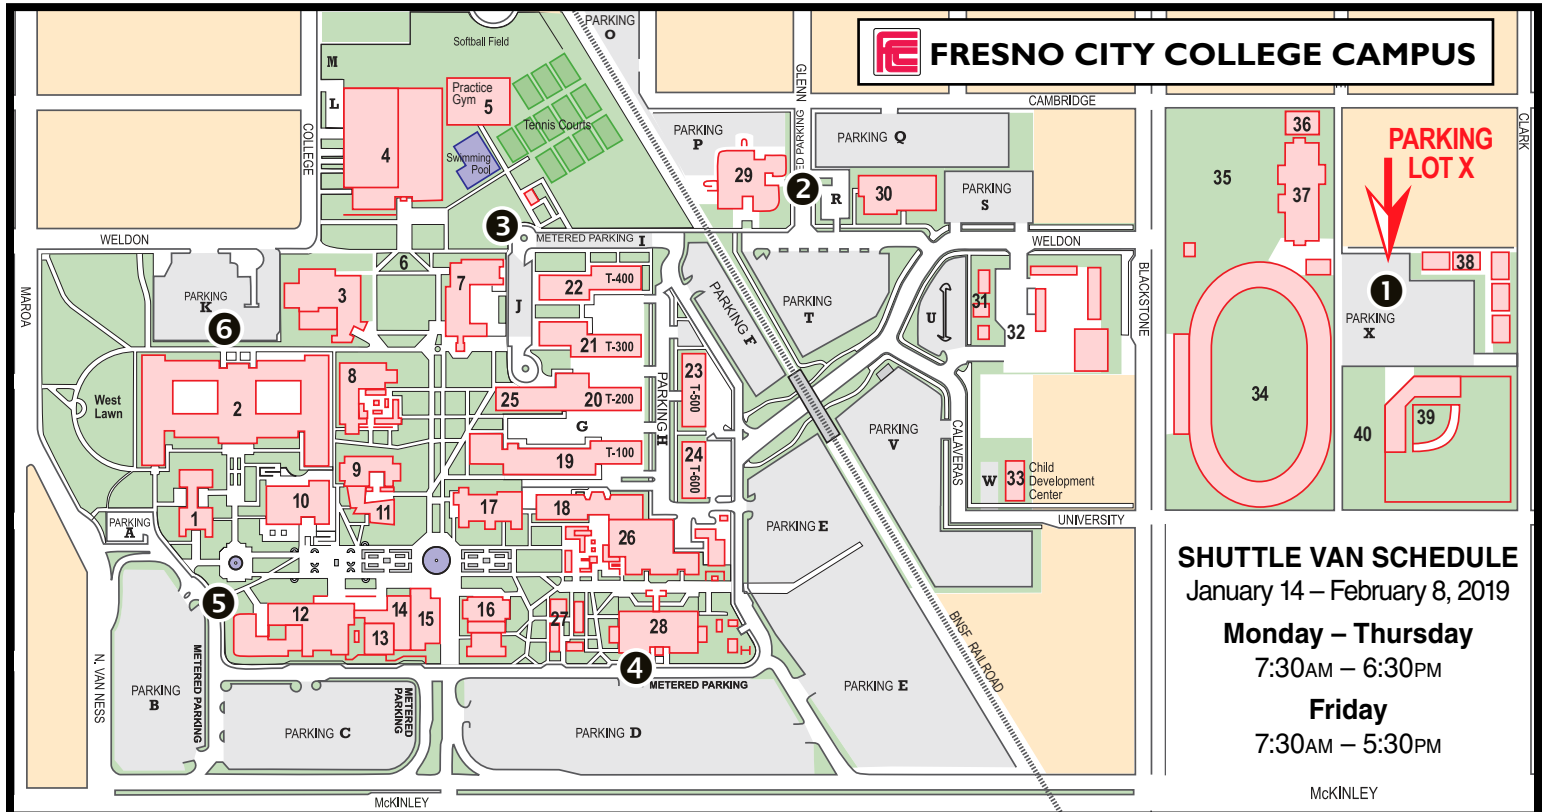 FCC FRESNO CITY COLLEGE CAMPUS
PARKING
O
Softball Field
M
GLENN
CAMBRIDGE
CLARK
Practice
Gym
5
L
COLLEGE
4
Tennis Courts
Swimming
Pool
PARKING
P
ED PARKING
PARKING Q
36
PARKING
LOT X
35
37
29
2
R
30
PARKING
S
3
WELDON
METERED PARKING I
WELDON
MAROA
6
PARKING
K
6
3
7
J
22
T-400
PARKING F
PARKING
T
U
31
32
BLACKSTONE
38
1
PARKING
X
21
T-300
8
2
West
Lawn
25
20
T-200
PARKING H
23
T-500
34
G
19
T-100
24
T-600
PARKING
V
CALAVERAS
39
40
9
10
11
1
17
18
26
W
33
Child
Development
Center
UNIVERSITY
PARKING
A
PARKING E
5
12
14
13
15
16
27
28
4
BNSF RAILROAD
N. VAN NESS
PARKING
B
METERED PARKING
PARKING C
METERED
PARKING
METERED PARKING
PARKING D
PARKING E
SHUTTLE VAN SCHEDULE
January 14 – February 8, 2019
Monday – Thursday
7:30AM – 6:30PM
Friday
7:30AM – 5:30PM
McKINLEY
McKINLEY